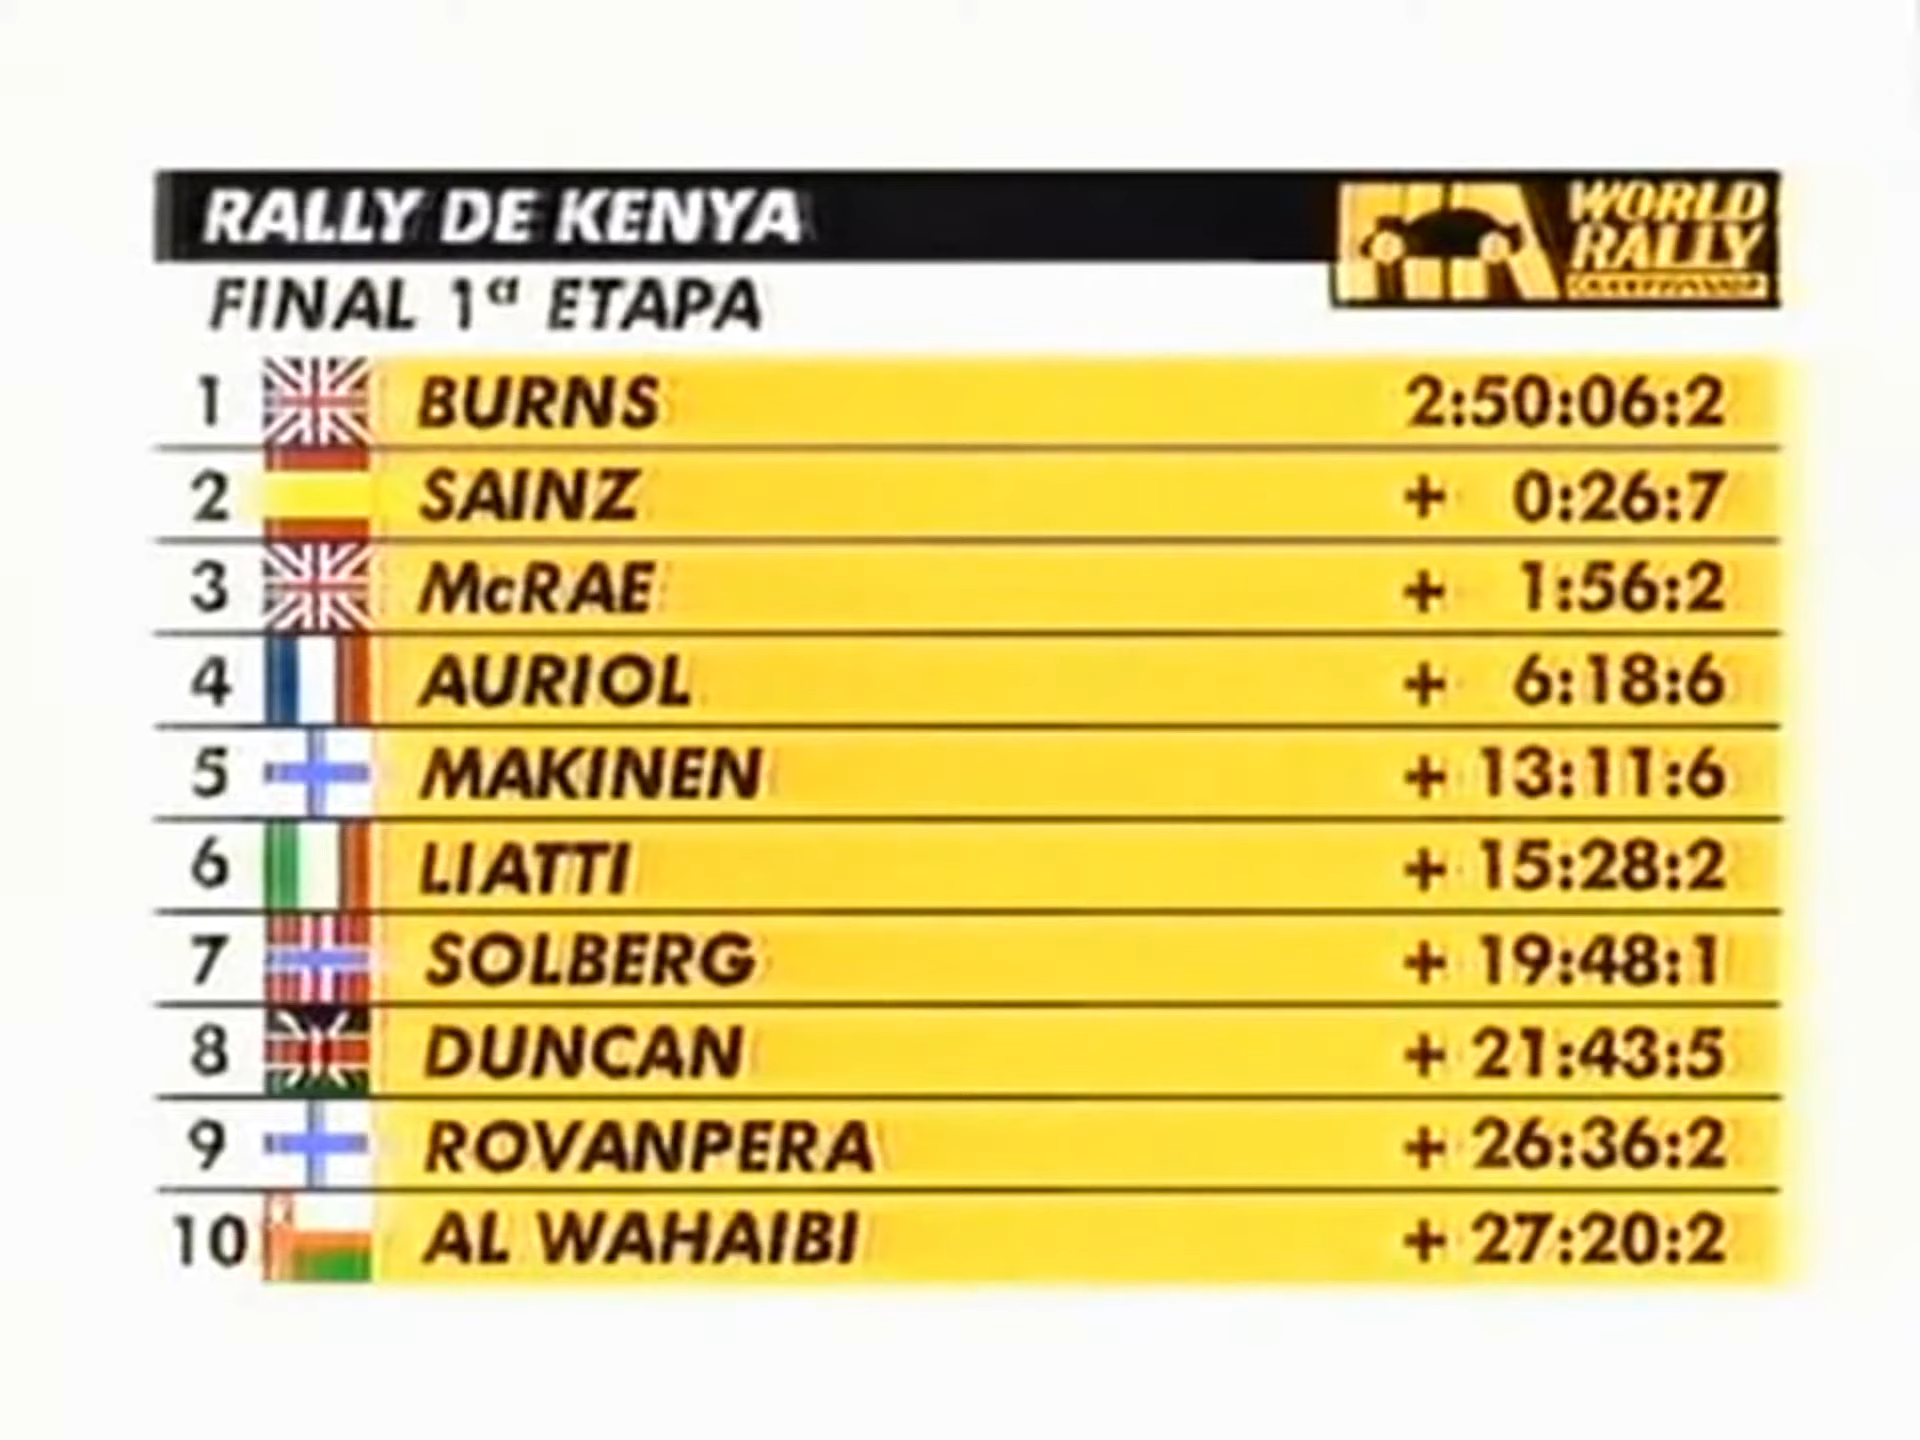 RALLY DE KENYA
WORLD
RALLY
CHAMPIONSHIP
FINAL 1ª ETAPA
1 BURNS 2:50:06:2
2 SAINZ + 0:26:7
3 McRAE + 1:56:2
4 AURIOL + 6:18:6
5 MAKINEN + 13:11:6
6 LIATTI + 15:28:2
7 SOLBERG + 19:48:1
8 DUNCAN + 21:43:5
9 ROVANPERA + 26:36:2
10 AL WAHAIBI + 27:20:2